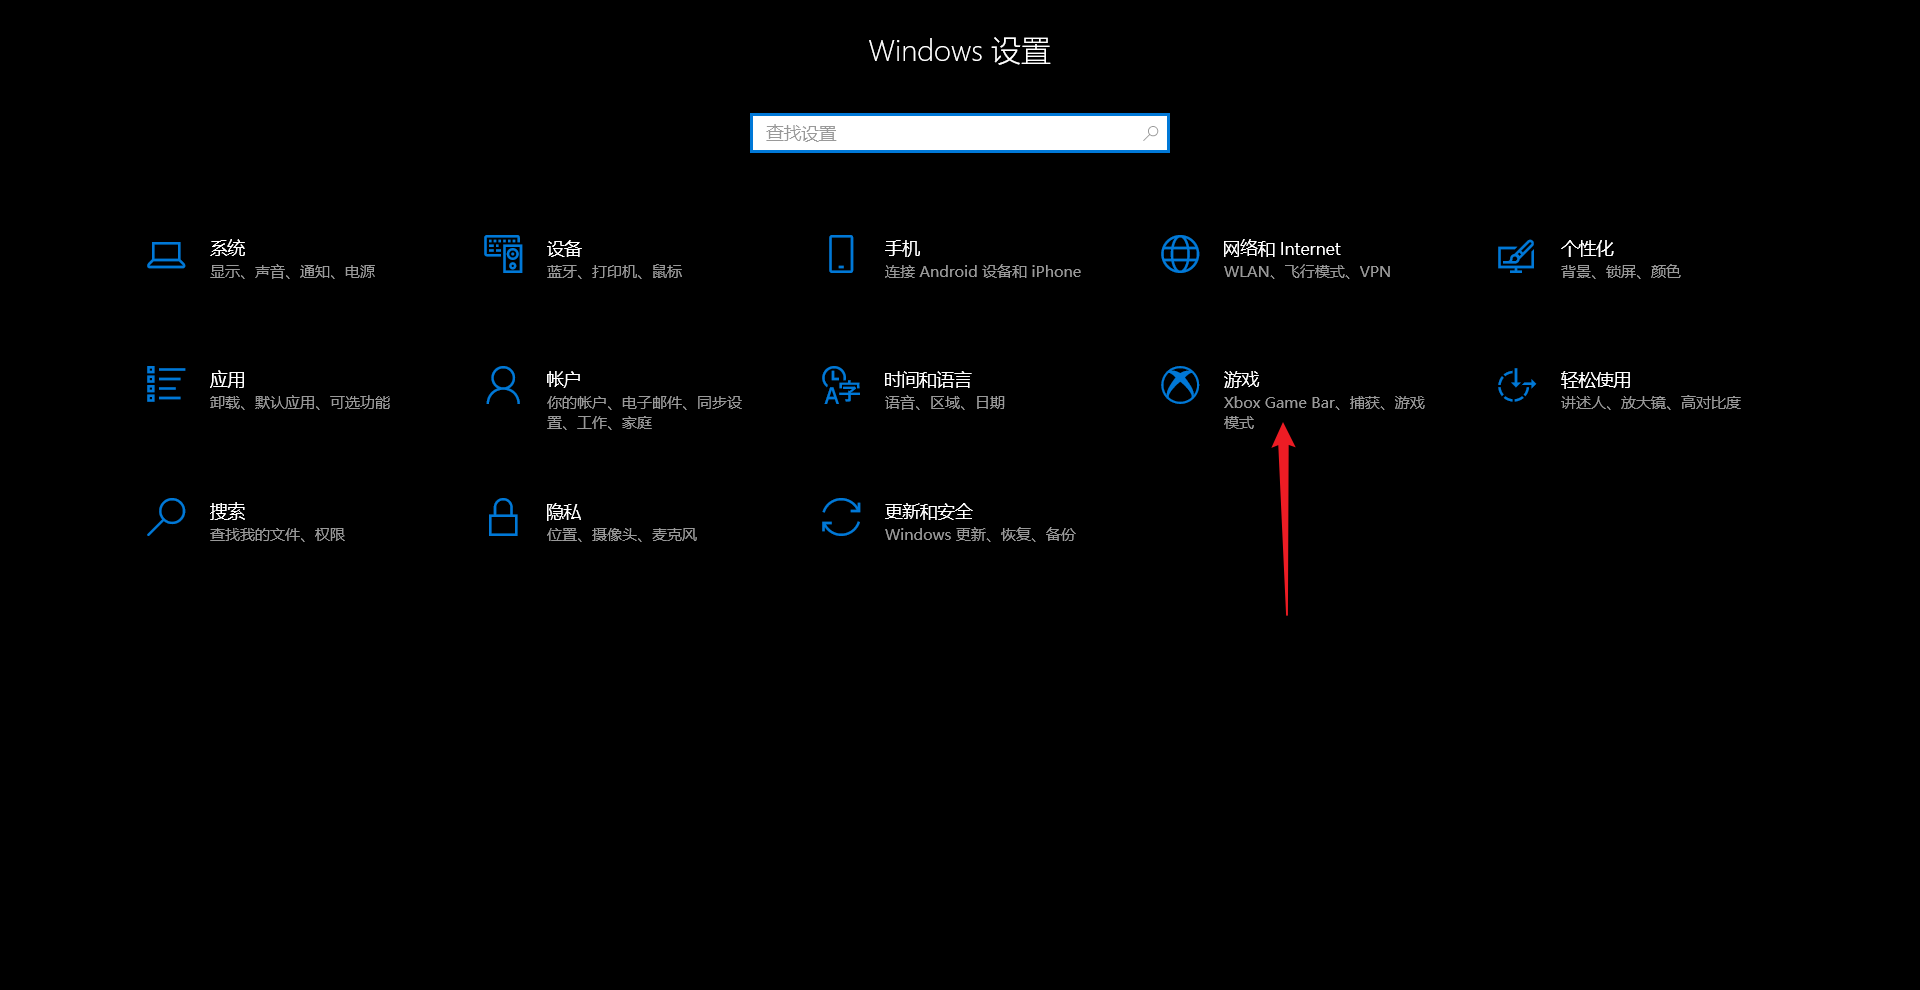 Windows 设置
查找设置
系统
显示、声音、通知、电源
设备
蓝牙、打印机、鼠标
手机
连接 Android 设备和 iPhone
网络和 Internet
WLAN、飞行模式、VPN
个性化
背景、锁屏、颜色
应用
卸载、默认应用、可选功能
帐户
你的帐户、电子邮件、同步设
置、工作、家庭
时间和语言
语音、区域、日期
游戏
Xbox Game Bar、捕获、游戏
模式
轻松使用
讲述人、放大镜、高对比度
搜索
查找我的文件、权限
隐私
位置、摄像头、麦克风
更新和安全
Windows 更新、恢复、备份